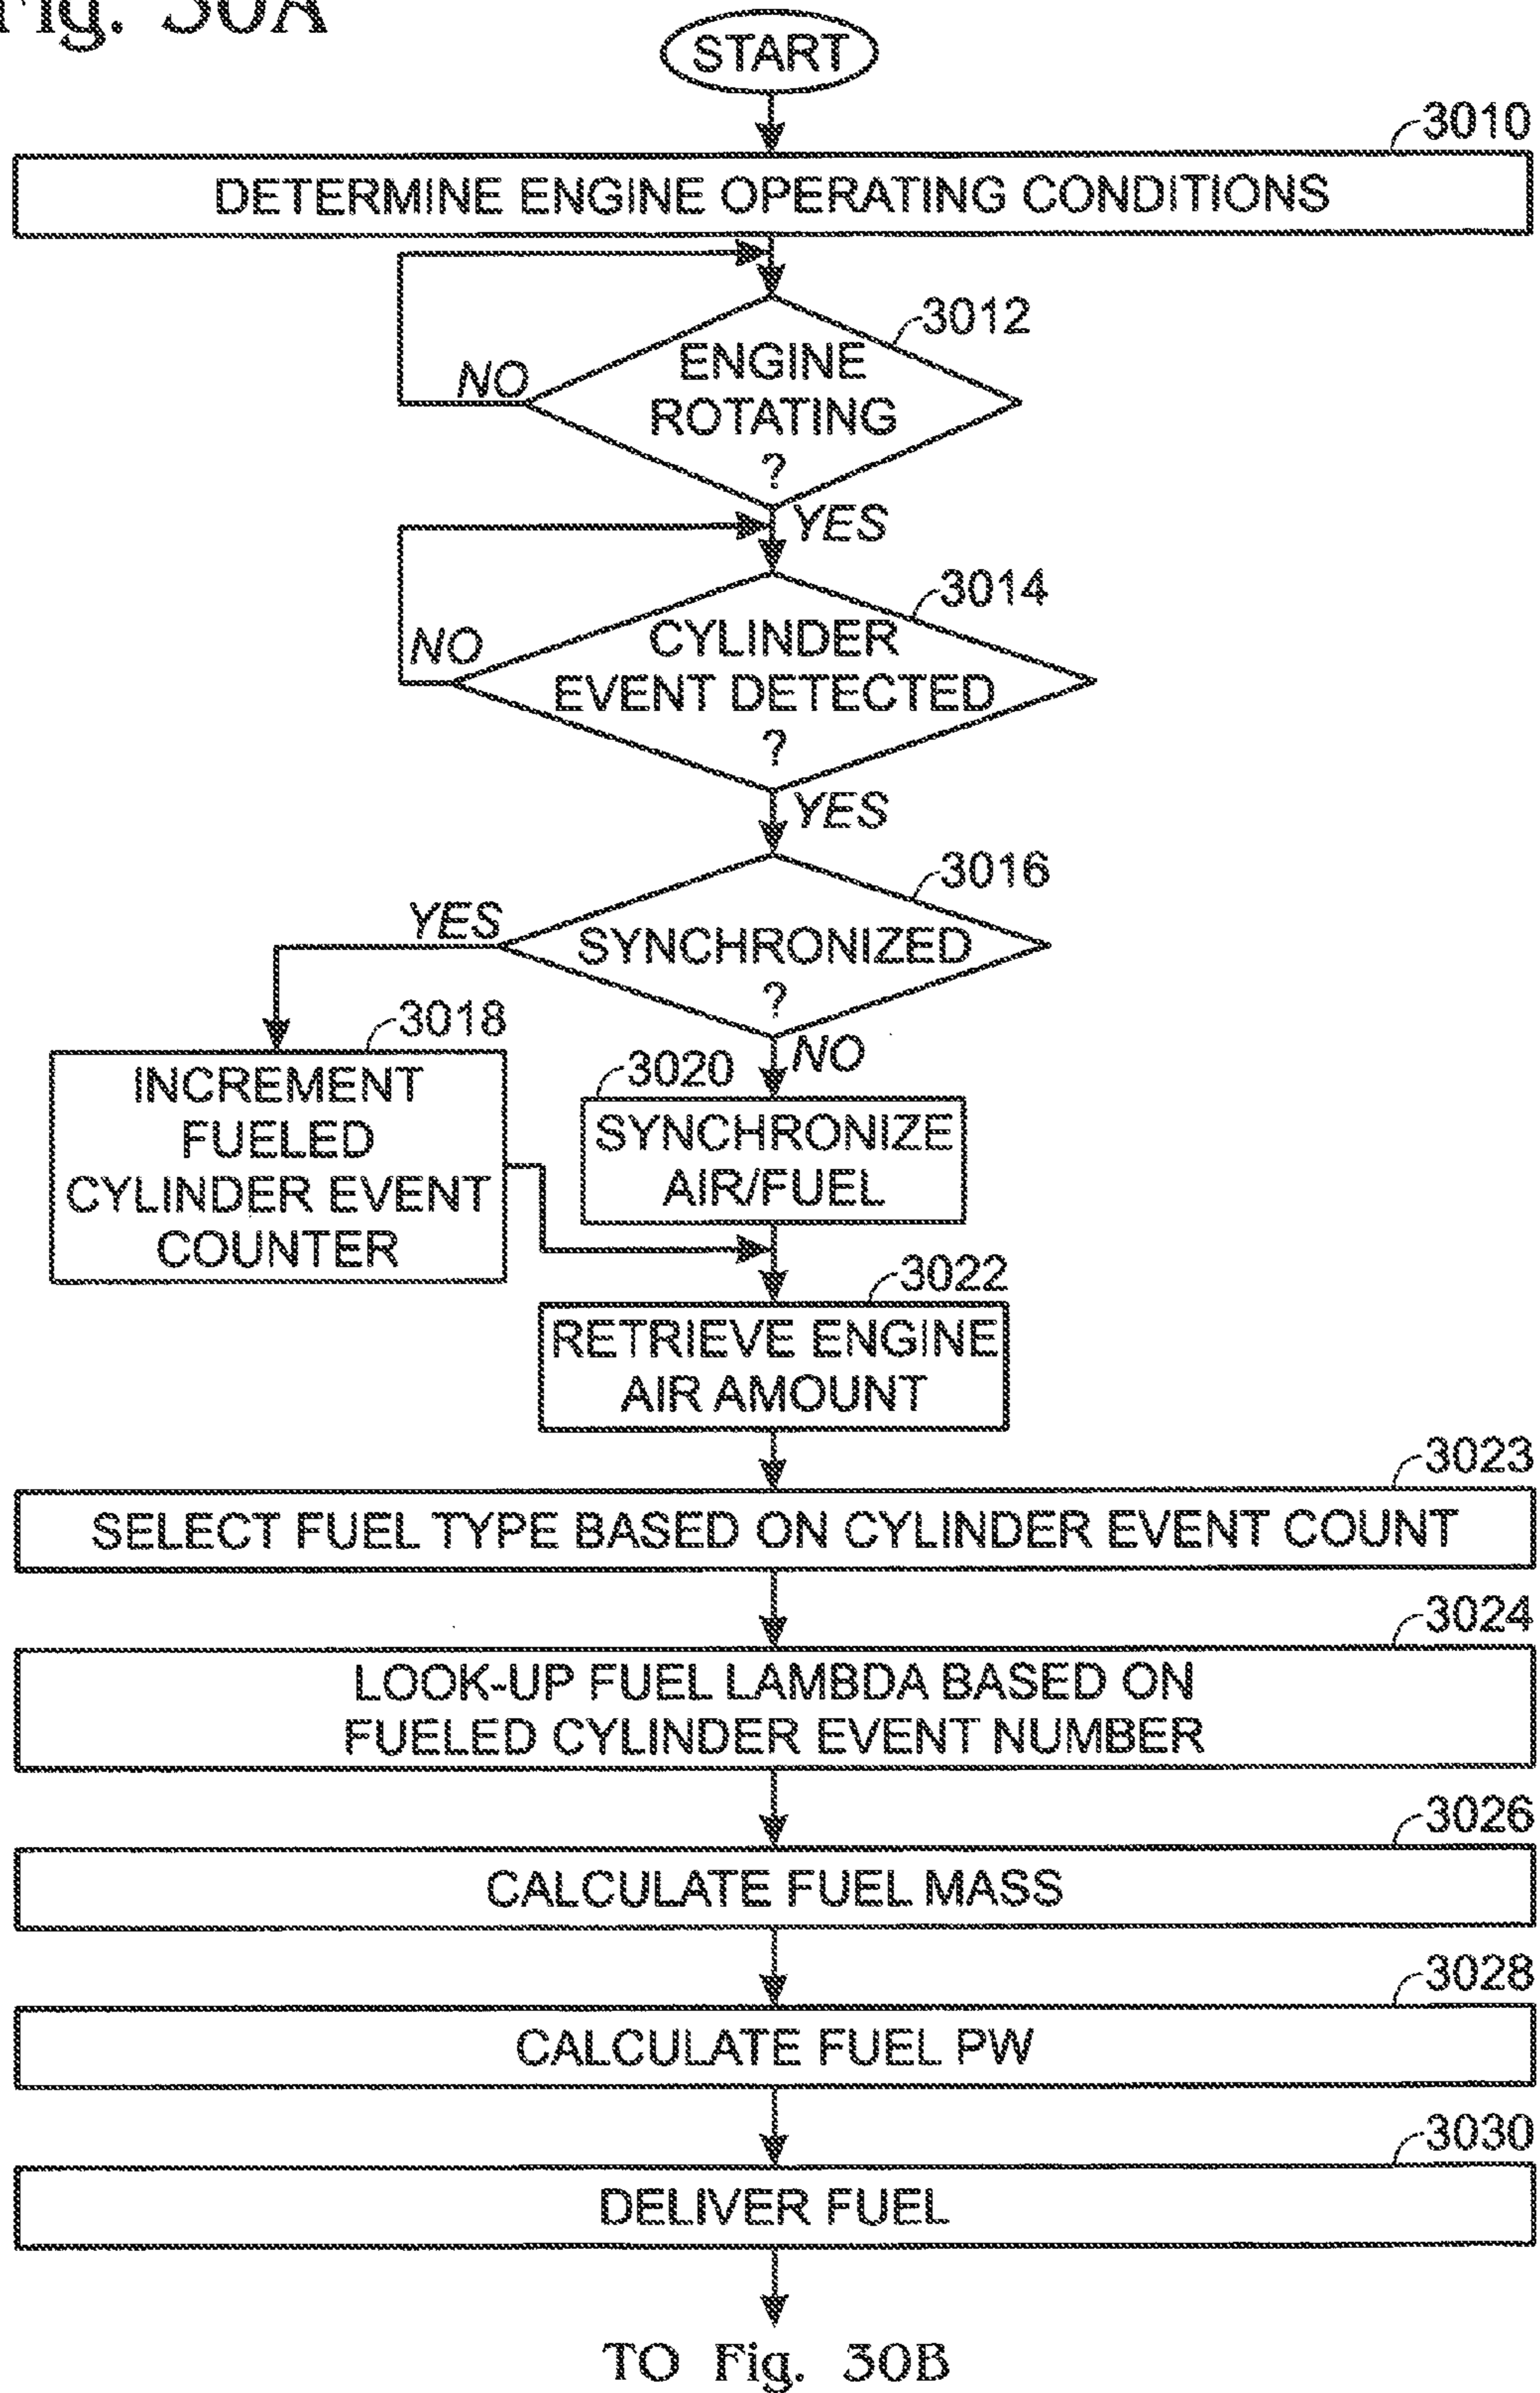 Fig. 30A
START
3010
DETERMINE ENGINE OPERATING CONDITIONS
3012
NO
ENGINE
ROTATING
?
YES
3014
NO
CYLINDER
EVENT DETECTED
?
YES
3016
YES
SYNCHRONIZED
?
NO
3018
INCREMENT
FUELED
CYLINDER EVENT
COUNTER
3020
SYNCHRONIZE
AIR/FUEL
3022
RETRIEVE ENGINE
AIR AMOUNT
3023
SELECT FUEL TYPE BASED ON CYLINDER EVENT COUNT
3024
LOOK-UP FUEL LAMBDA BASED ON
FUELED CYLINDER EVENT NUMBER
3026
CALCULATE FUEL MASS
3028
CALCULATE FUEL PW
3030
DELIVER FUEL
TO Fig. 30B